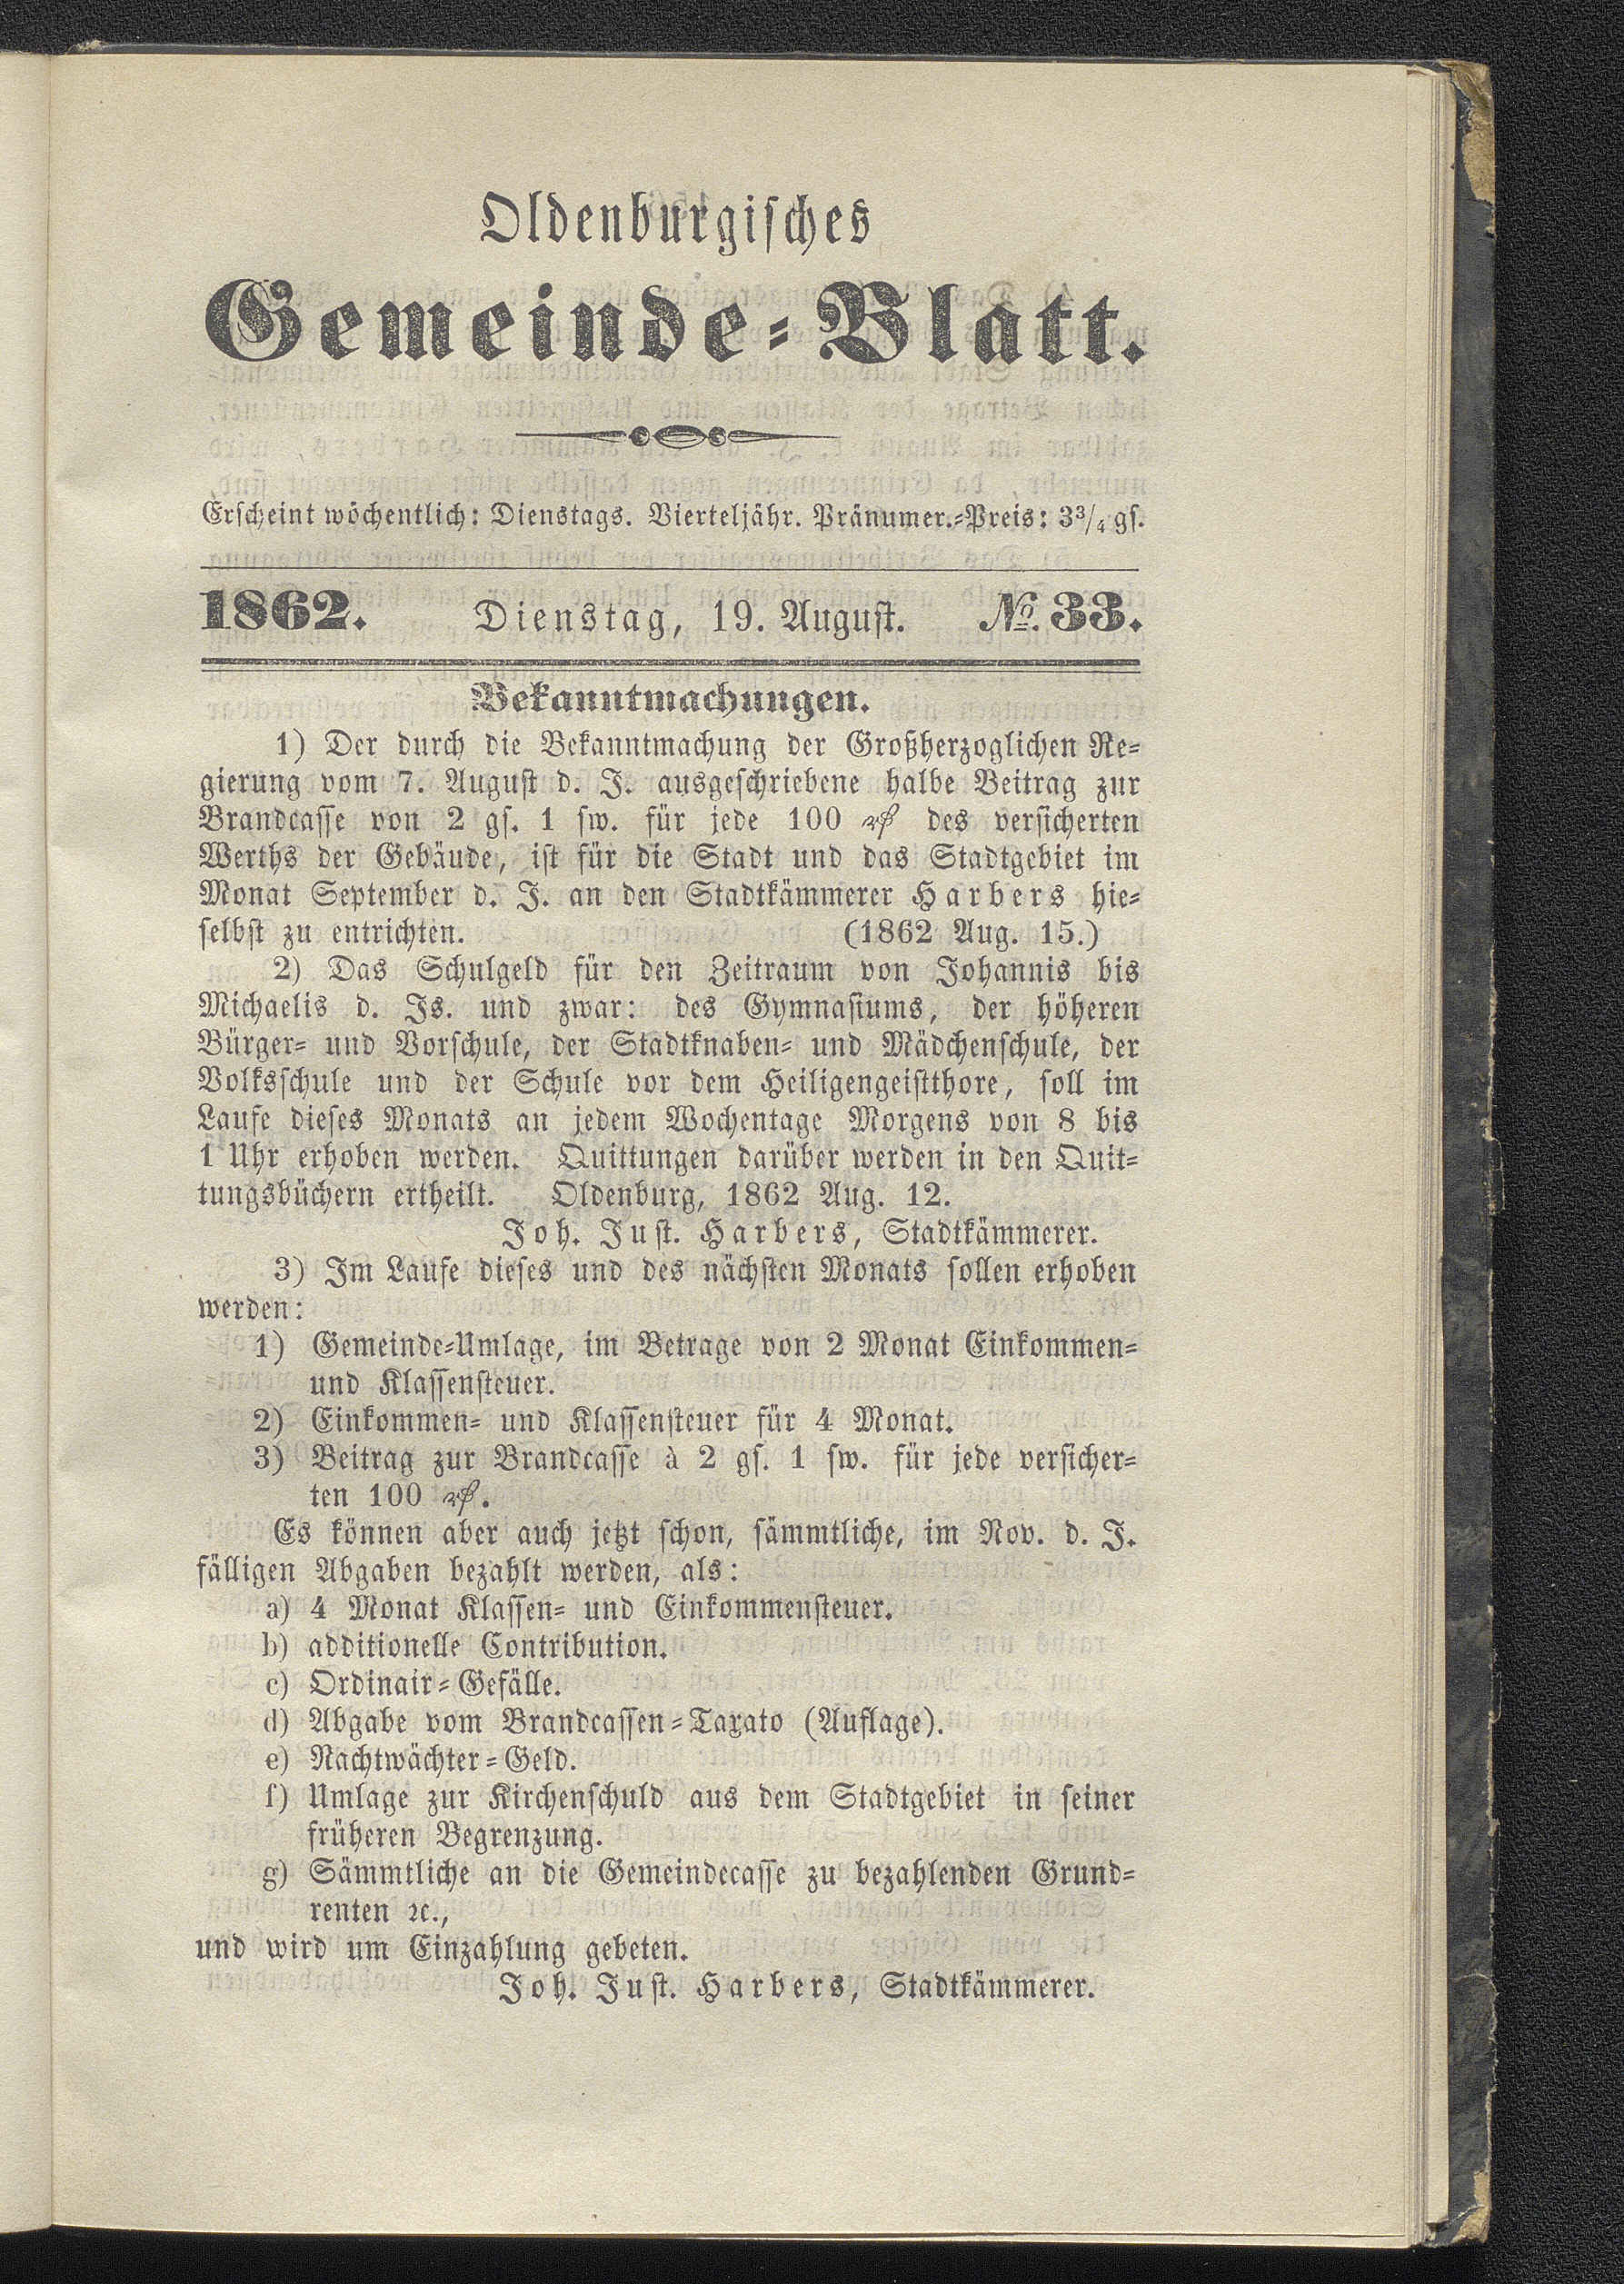 Oldenburgisches
Gemeinde-Blatt.
Erscheint wöchentlich: Dienstags. Vierteljähr. Pränumer.-Preis: 3¾ gs.
1862. Dienstag, 19. August. №. 33.
Bekanntmachungen.
1) Der durch die Bekanntmachung der Großherzoglichen Re-
gierung vom 7. August d. J. ausgeschriebene halbe Beitrag zur
Brandcasse von 2 gs. 1 sw. für jede 100 ₰ des versicherten
Werths der Gebäude, ist für die Stadt und das Stadtgebiet im
Monat September d. J. an den Stadtkämmerer Harbers hie-
selbst zu entrichten. (1862 Aug. 15.)
2) Das Schulgeld für den Zeitraum von Johannis bis
Michaelis d. Js. und zwar: des Gymnasiums, der höheren
Bürger- und Vorschule, der Stadtknaben- und Mädchenschule, der
Volksschule und der Schule vor dem Heiligengeistthore, soll im
Laufe dieses Monats an jedem Wochentage Morgens von 8 bis
1 Uhr erhoben werden. Quittungen darüber werden in den Quit-
tungsbüchern ertheilt. Oldenburg, 1862 Aug. 12.
Joh. Just. Harbers, Stadtkämmerer.
3) Im Laufe dieses und des nächsten Monats sollen erhoben
werden:
1) Gemeinde-Umlage, im Betrage von 2 Monat Einkommen-
und Klassensteuer.
2) Einkommen- und Klassensteuer für 4 Monat.
3) Beitrag zur Brandcasse à 2 gs. 1 sw. für jede versicher-
ten 100 ₰.
Es können aber auch jetzt schon, sämmtliche, im Nov. d. J.
fälligen Abgaben bezahlt werden, als:
a) 4 Monat Klassen- und Einkommensteuer.
b) additionelle Contribution.
c) Ordinair-Gefälle.
d) Abgabe vom Brandcassen-Taxato (Auflage).
e) Nachtwächter-Geld.
f) Umlage zur Kirchenschuld aus dem Stadtgebiet in seiner
früheren Begrenzung.
g) Sämmtliche an die Gemeindecasse zu bezahlenden Grund-
renten ꝛc.,
und wird um Einzahlung gebeten.
Joh. Just. Harbers, Stadtkämmerer.